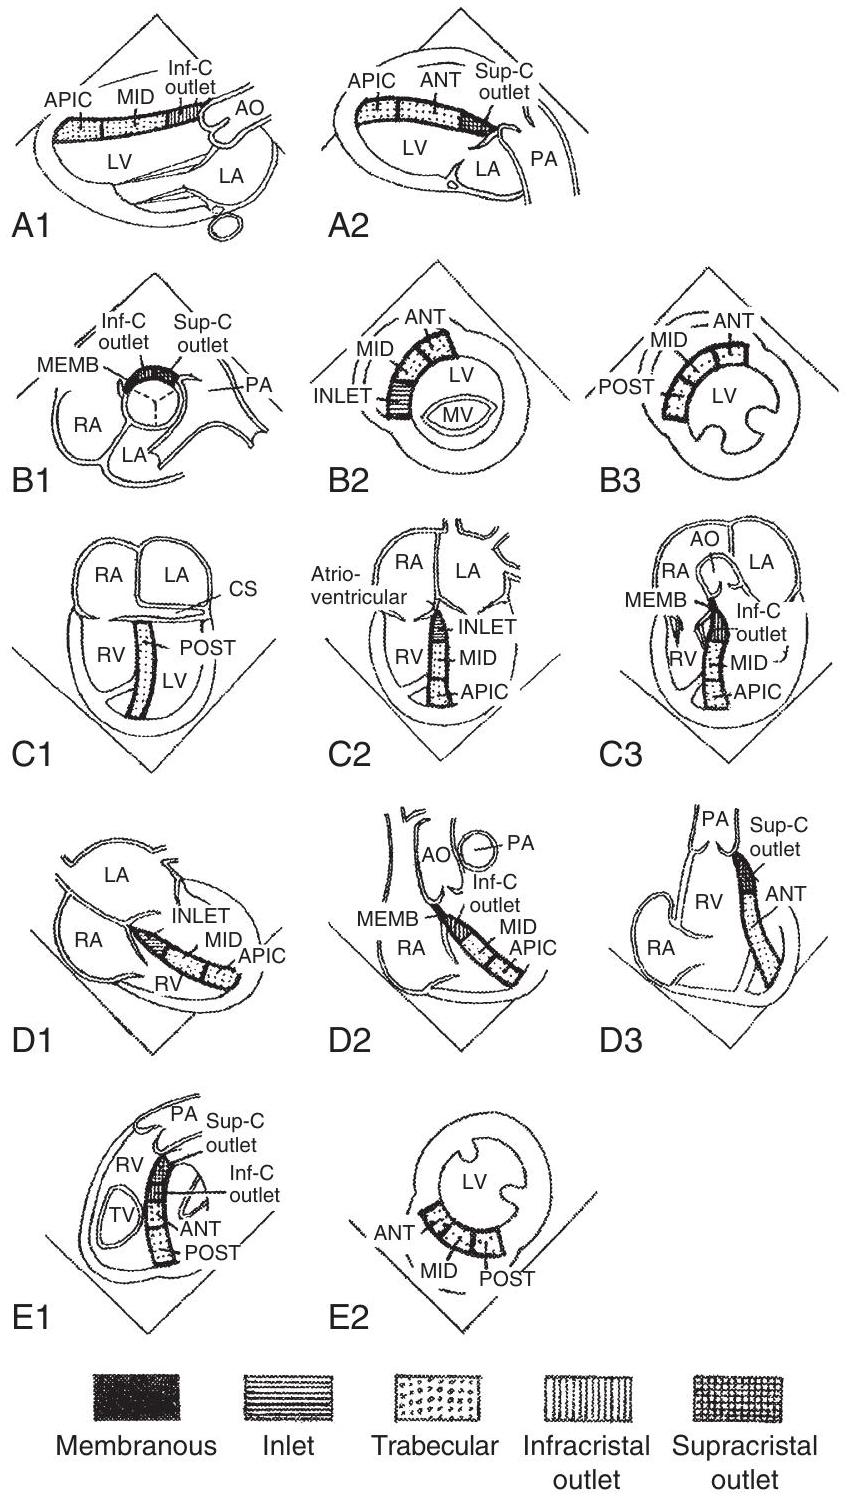 Inf-C
outlet
APIC
MID
AO
LV
LA
A1
APIC
ANT
Sup-C
outlet
LV
LA
PA
A2
Inf-C
outlet
Sup-C
outlet
MEMB
PA
RA
LA
B1
ANT
MID
LV
INLET
MV
B2
ANT
MID
POST
LV
B3
RA
LA
CS
POST
RV
LV
C1
RA
LA
Atrio-
ventricular
INLET
RV
MID
APIC
C2
AO
LA
RA
MEMB
Inf-C
outlet
RV
MID
APIC
C3
LA
INLET
RA
MID
APIC
RV
D1
AO
PA
Inf-C
outlet
MEMB
MID
RA
APIC
D2
PA
Sup-C
outlet
RV
ANT
RA
D3
PA
Sup-C
outlet
RV
Inf-C
outlet
TV
ANT
POST
E1
LV
ANT
MID
POST
E2
Membranous
Inlet
Trabecular
Infracristal
outlet
Supracristal
outlet